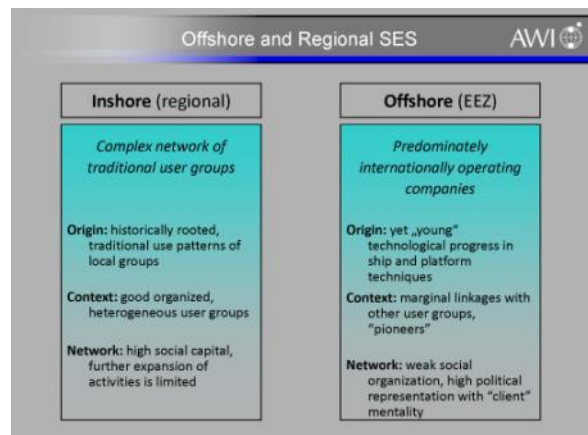 Offshore and Regional SES
AWI
Inshore (regional)
Complex network of
traditional user groups
Origin: historically rooted,
traditional use patterns of
local groups
Context: good organized,
heterogeneous user groups
Network: high social capital,
further expansion of
activities is limited
Offshore (EEZ)
Predominately
internationally operating
companies
Origin: yet „young“
technological progress in
ship and platform
techniques
Context: marginal linkages with
other user groups,
"pioneers"
Network: weak social
organization, high political
representation with "client"
mentality